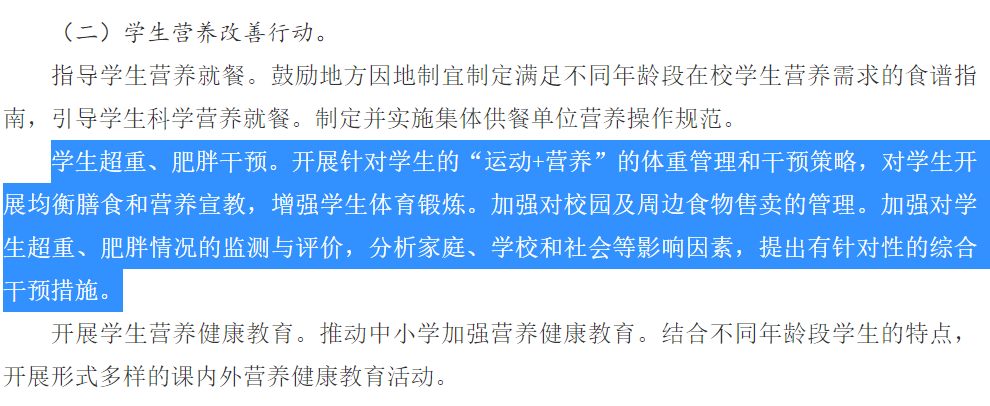 （二）学生营养改善行动。
指导学生营养就餐。鼓励地方因地制宜制定满足不同年龄段在校学生营养需求的食谱指
南，引导学生科学营养就餐。制定并实施集体供餐单位营养操作规范。
学生超重、肥胖干预。开展针对学生的“运动+营养”的体重管理和干预策略，对学生开
展均衡膳食和营养宣教，增强学生体育锻炼。加强对校园及周边食物售卖的管理。加强对学
生超重、肥胖情况的监测与评价，分析家庭、学校和社会等影响因素，提出有针对性的综合
干预措施。
开展学生营养健康教育。推动中小学加强营养健康教育。结合不同年龄段学生的特点，
开展形式多样的课内外营养健康教育活动。